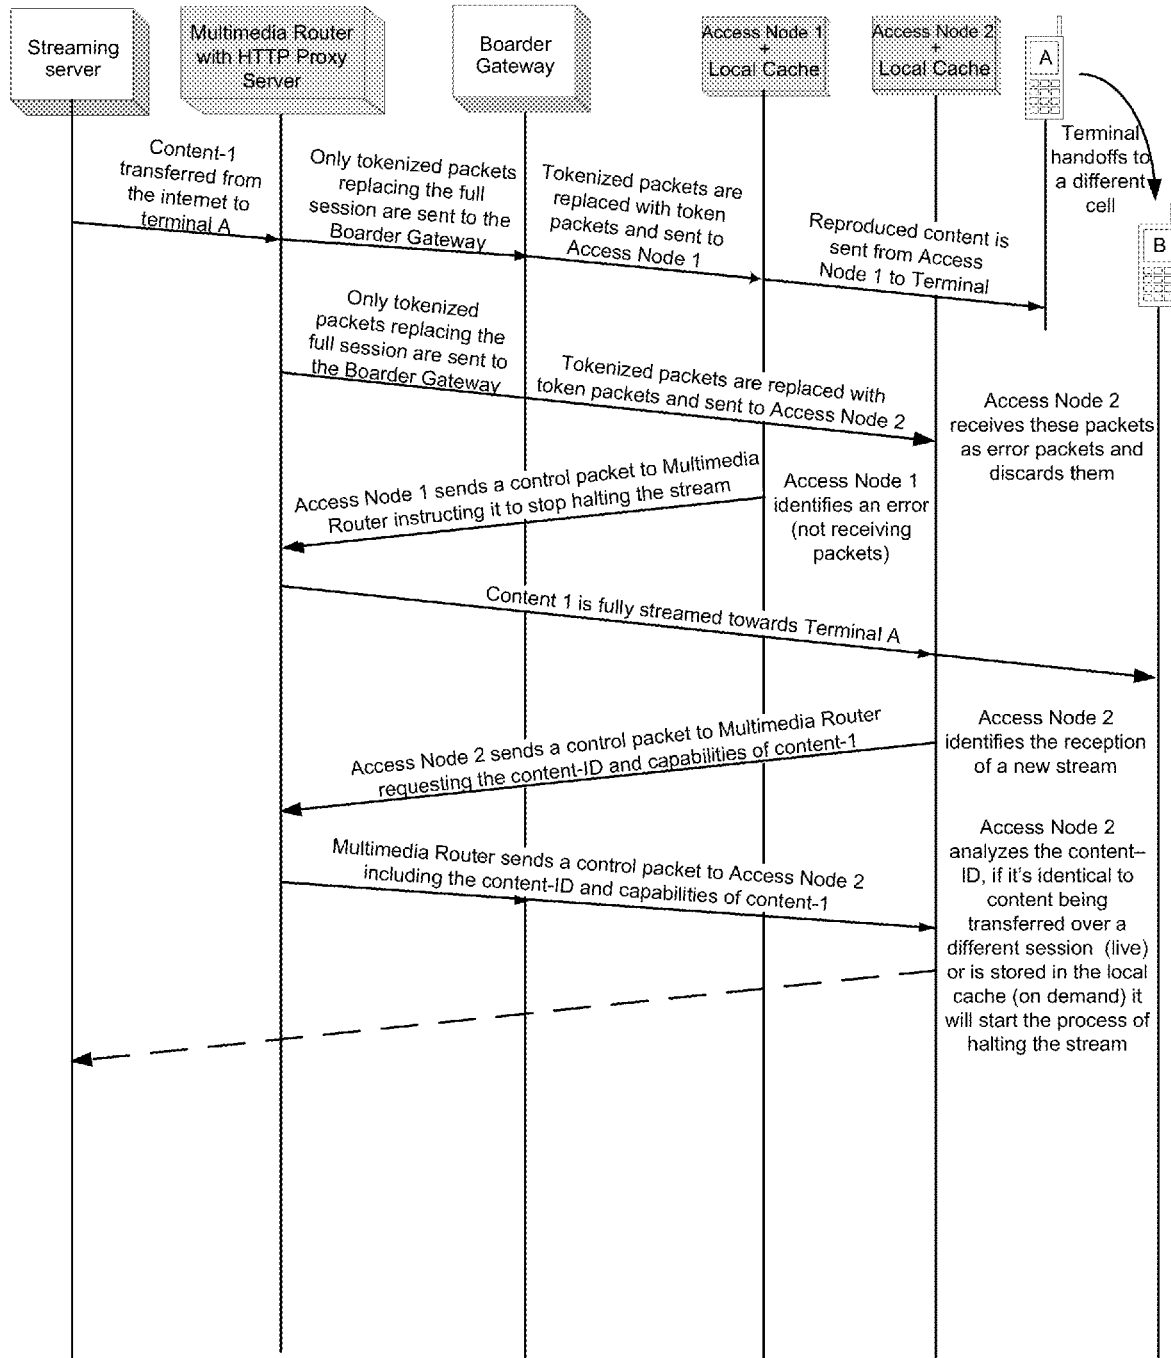 Streaming
server
Multimedia Router
with HTTP Proxy
Server
Boarder
Gateway
Access Node 1
+
Local Cache
Access Node 2
+
Local Cache
A
Terminal
handoffs to
a different
cell
B
Content-1
transferred from
the internet to
terminal A
Only tokenized packets
replacing the full
session are sent to the
Boarder Gateway
Tokenized packets are
replaced with token
packets and sent to
Access Node 1
Reproduced content is
sent from Access
Node 1 to Terminal
Only tokenized
packets replacing the
full session are sent to
the Boarder Gateway
Tokenized packets are replaced with
token packets and sent to Access Node 2
Access Node 2
receives these packets
as error packets and
discards them
Access Node 1 sends a control packet to Multimedia
Router instructing it to stop halting the stream
Access Node 1
identifies an error
(not receiving
packets)
Content 1 is fully streamed towards Terminal A
Access Node 2 sends a control packet to Multimedia Router
requesting the content-ID and capabilities of content-1
Access Node 2
identifies the reception
of a new stream
Multimedia Router sends a control packet to Access Node 2
including the content-ID and capabilities of content-1
Access Node 2
analyzes the content–
ID, if it's identical to
content being
transferred over a
different session (live)
or is stored in the local
cache (on demand) it
will start the process of
halting the stream